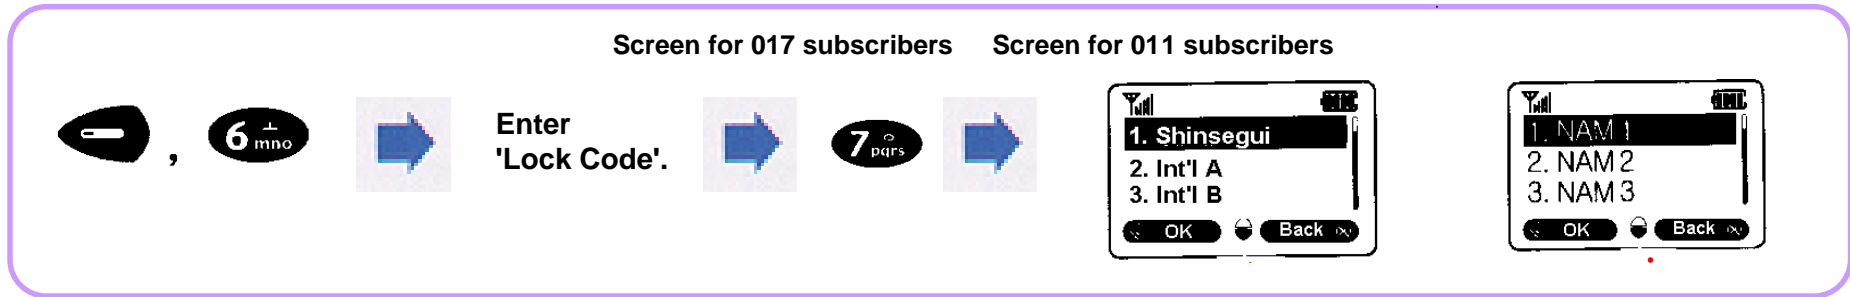 Screen for 017 subscribers
Screen for 011 subscribers
, 6 mno
Enter
'Lock Code'.
7 pqrs
1. Shinsegui
2. Int'l A
3. Int'l B
OK Back
1. NAM 1
2. NAM 2
3. NAM 3
OK Back